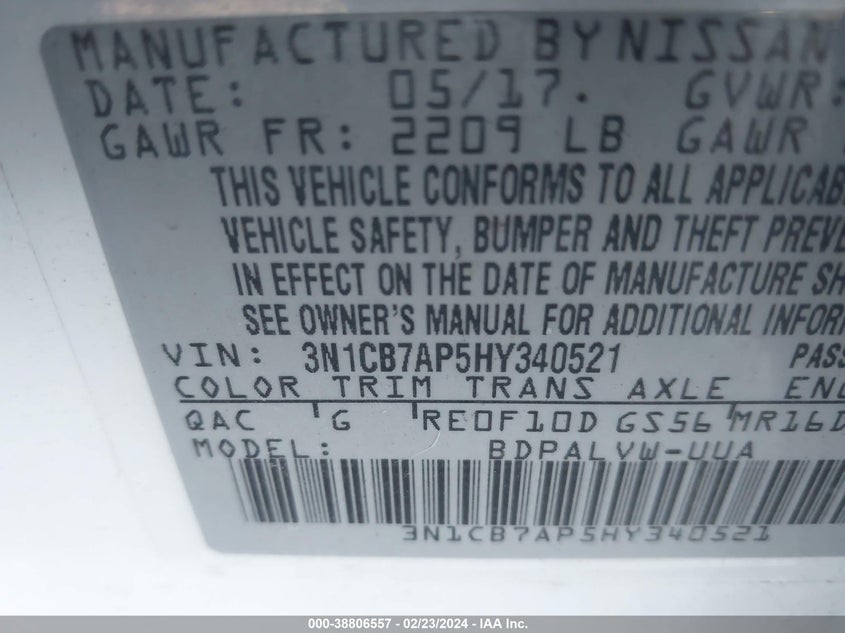 MANUFACTURED BY NISSAN
DATE: 05/17. GVWR:
GAWR FR: 2209 LB GAWR
THIS VEHICLE CONFORMS TO ALL APPLICAB
VEHICLE SAFETY, BUMPER AND THEFT PREVE
IN EFFECT ON THE DATE OF MANUFACTURE SH
SEE OWNER'S MANUAL FOR ADDITIONAL INFOR
VIN: 3N1CB7AP5HY340521 PASS
COLOR TRIM TRANS AXLE ENG
QAC G RE0F10D GS56 MR16D
MODEL: BDPALVW-UUA
3N1CB7AP5HY340521
000-38806557 - 02/23/2024 - IAA Inc.